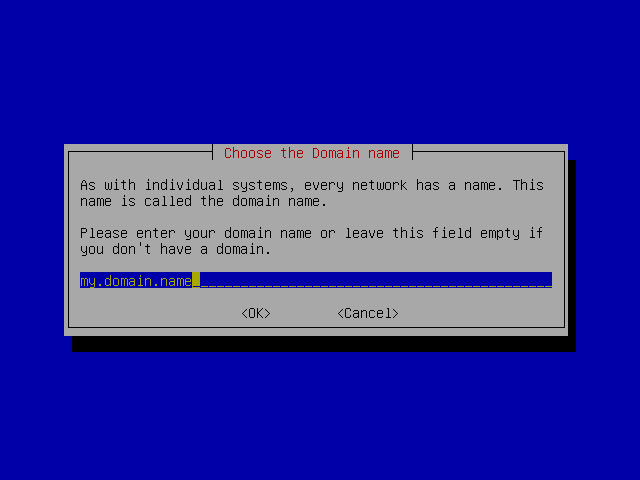 Choose the Domain name
As with individual systems, every network has a name. This
name is called the domain name.
Please enter your domain name or leave this field empty if
you don't have a domain.
my.domain.name
<OK> <Cancel>